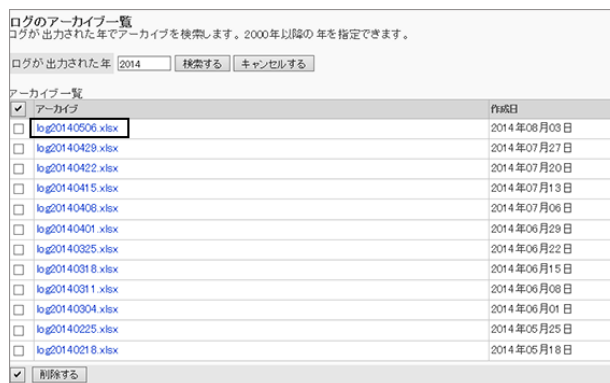 ログのアーカイブ一覧
ログが出力された年でアーカイブを検索します。2000年以降の年を指定できます。
ログが出力された年 2014 検索する キャンセルする
アーカイブ一覧
アーカイブ 作成日
log20140506.xlsx 2014年08月03日
log20140429.xlsx 2014年07月27日
log20140422.xlsx 2014年07月20日
log20140415.xlsx 2014年07月13日
log20140408.xlsx 2014年07月06日
log20140401.xlsx 2014年06月29日
log20140325.xlsx 2014年06月22日
log20140318.xlsx 2014年06月15日
log20140311.xlsx 2014年06月08日
log20140304.xlsx 2014年06月01日
log20140225.xlsx 2014年05月25日
log20140218.xlsx 2014年05月18日
削除する